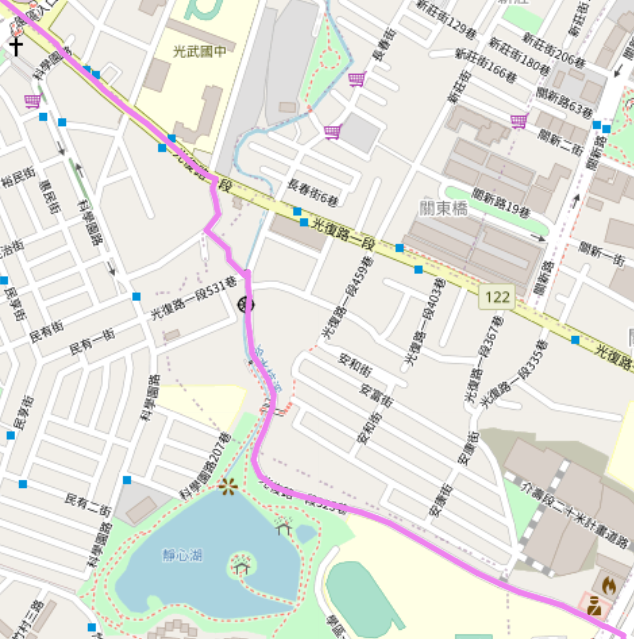 新莊街129巷
新莊街206巷
新莊街180巷
新莊街166巷
長春街
光武國中
科學園路
新莊街
關新路63巷
關新二街
關新路
裕民街
惠民街
科學園路
長春街6巷
關新路19巷
關東橋
光復路一段
關新一街
關新路
光復路一段531巷
光復路一段459巷
光復路一段403巷
122
民有街
民有一街
光復路一段367巷
光復路一段335巷
安和街
安富街
安和街
科學園路
民享街
安康街
科學園路207巷
介壽段二十米計畫道路
民有二街
安康街
科學園路
靜心湖